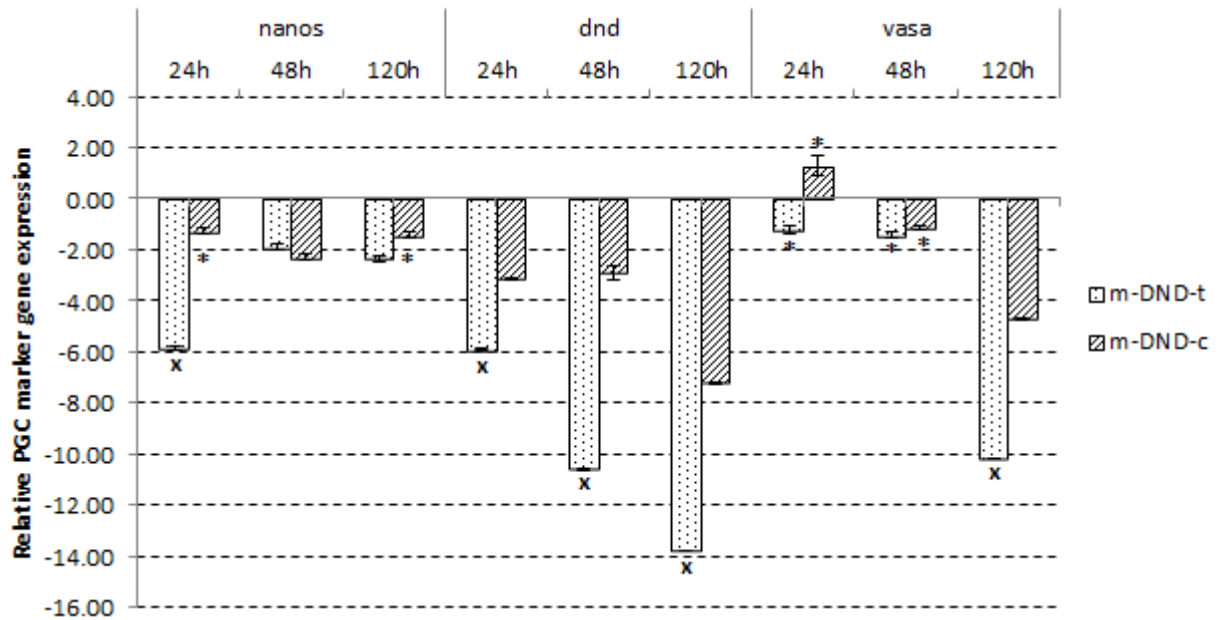 nanos dnd vasa
24h 48h 120h 24h 48h 120h 24h 48h 120h
4.00
2.00 *
0.00
-2.00 * * * * *
-4.00
-6.00 x x
-8.00
-10.00 x x
-12.00
-14.00 x
-16.00
Relative PGC marker gene expression
m-DND-t
m-DND-c